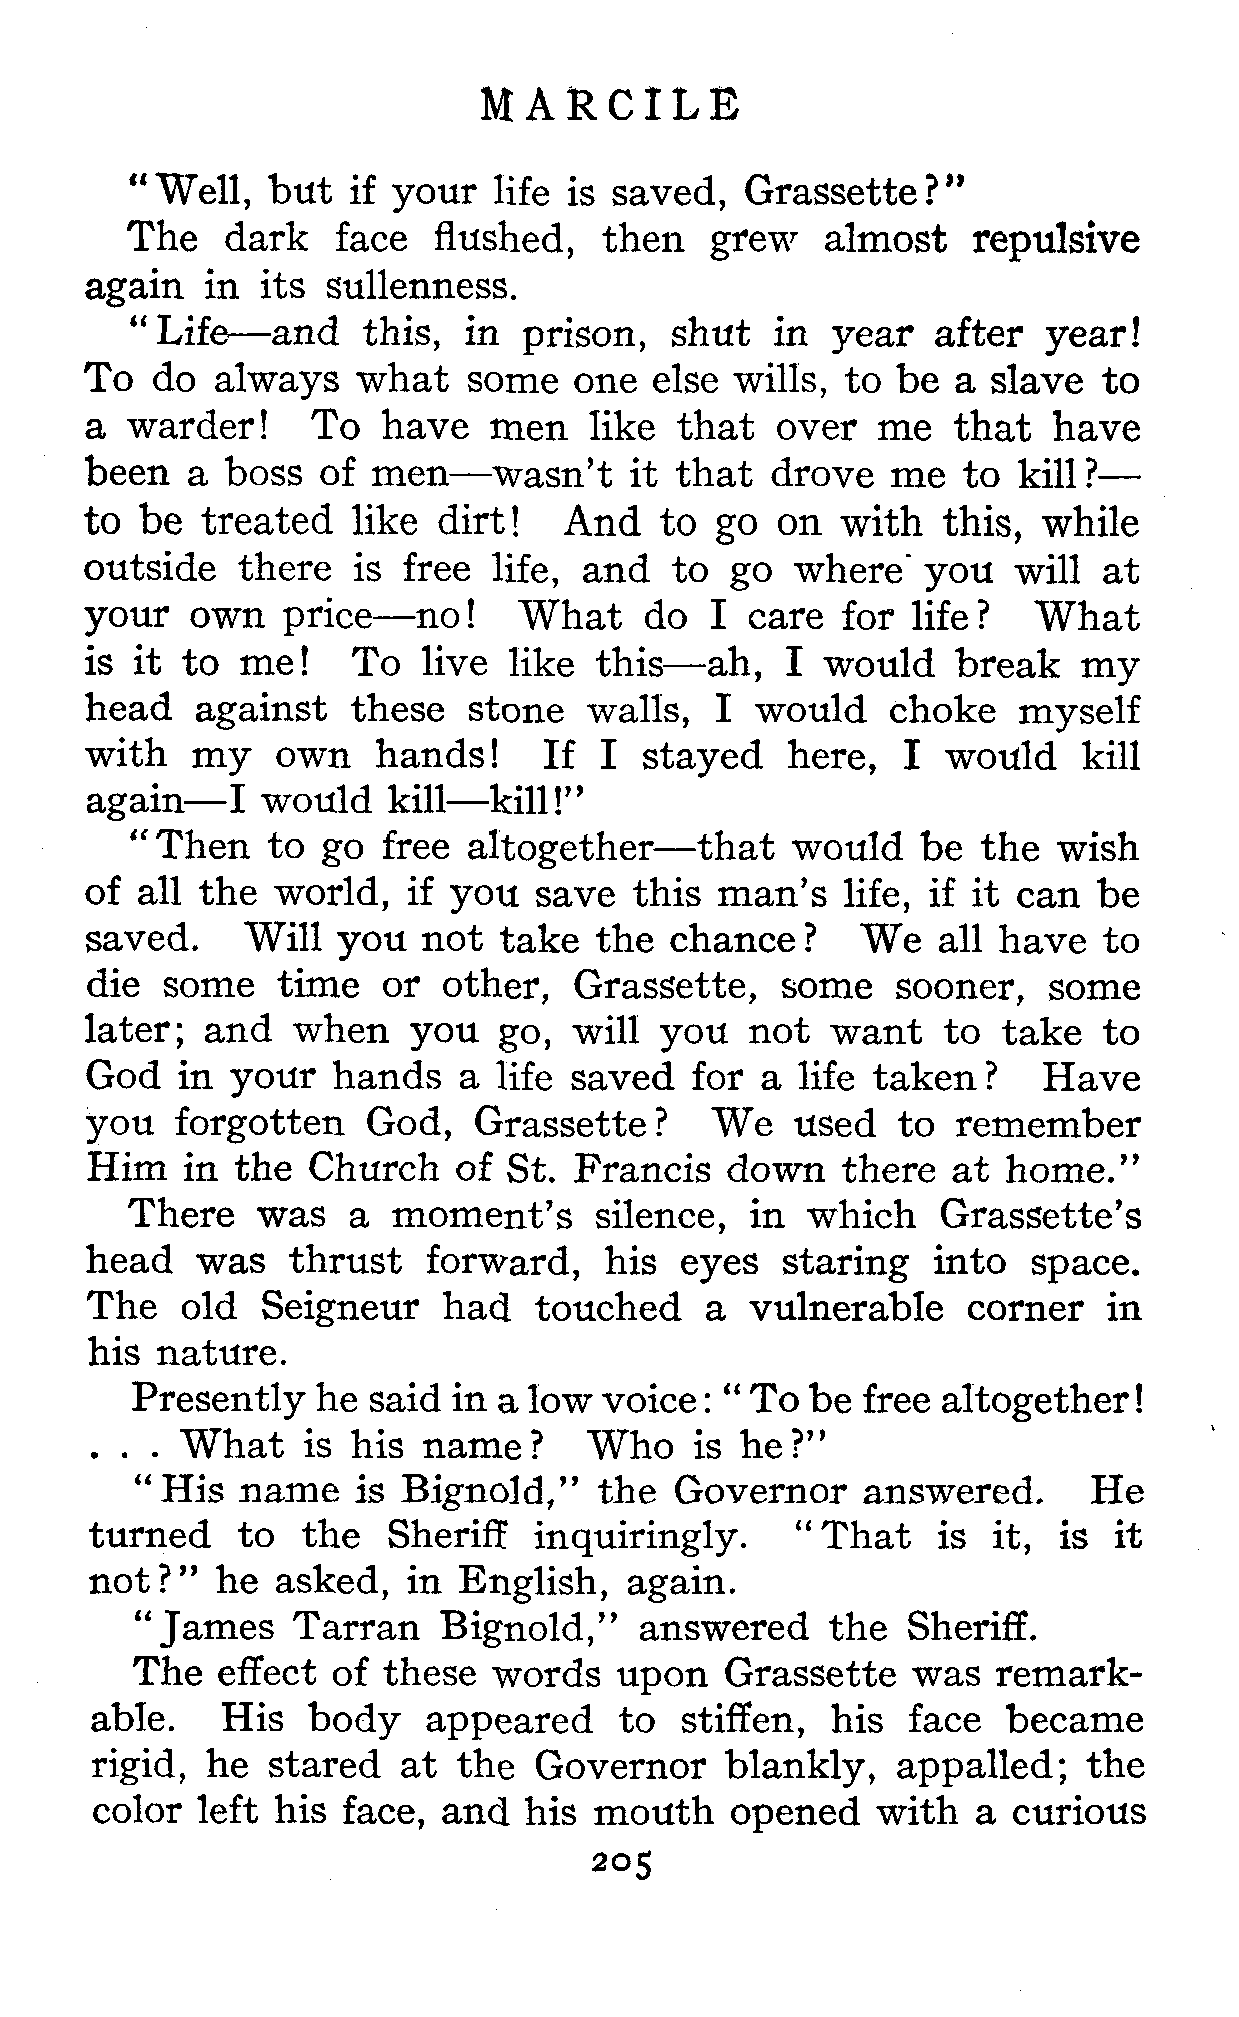 MARCILE
"Well, but if your life is saved, Grassette?"
The dark face flushed, then grew almost repulsive
again in its sullenness.
"Life—and this, in prison, shut in year after year!
To do always what some one else wills, to be a slave to
a warder! To have men like that over me that have
been a boss of men—wasn't it that drove me to kill?—
to be treated like dirt! And to go on with this, while
outside there is free life, and to go where you will at
your own price—no! What do I care for life? What
is it to me! To live like this—ah, I would break my
head against these stone walls, I would choke myself
with my own hands! If I stayed here, I would kill
again—I would kill—kill!"
"Then to go free altogether—that would be the wish
of all the world, if you save this man's life, if it can be
saved. Will you not take the chance? We all have to
die some time or other, Grassette, some sooner, some
later; and when you go, will you not want to take to
God in your hands a life saved for a life taken? Have
you forgotten God, Grassette? We used to remember
Him in the Church of St. Francis down there at home."
There was a moment's silence, in which Grassette's
head was thrust forward, his eyes staring into space.
The old Seigneur had touched a vulnerable corner in
his nature.
Presently he said in a low voice: "To be free altogether!
. . . What is his name? Who is he?"
"His name is Bignold," the Governor answered. He
turned to the Sheriff inquiringly. "That is it, is it
not?" he asked, in English, again.
"James Tarran Bignold," answered the Sheriff.
The effect of these words upon Grassette was remark-
able. His body appeared to stiffen, his face became
rigid, he stared at the Governor blankly, appalled; the
color left his face, and his mouth opened with a curious
205